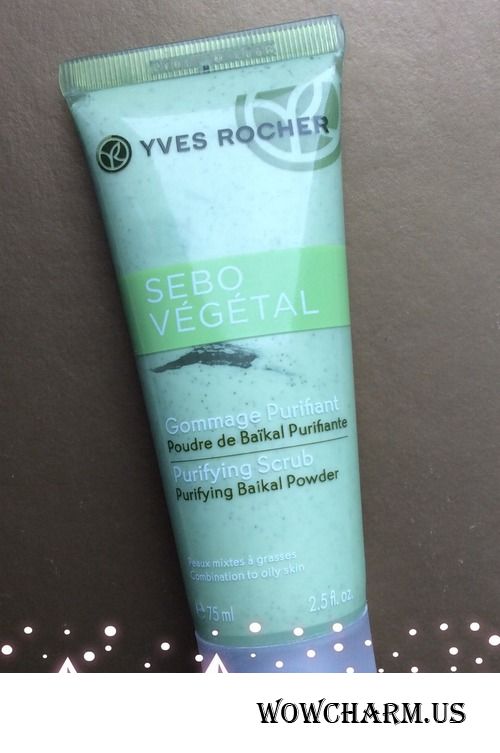 YVES ROCHER
SEBO
VÉGÉTAL
Gommage Purifiant
Poudre de Baïkal Purifiante
Purifying Scrub
Purifying Baikal Powder
Peaux mixtes à grasses
Combination to oily skin
℮ 75 ml 2.5 fl. oz.
WOWCHARM.US